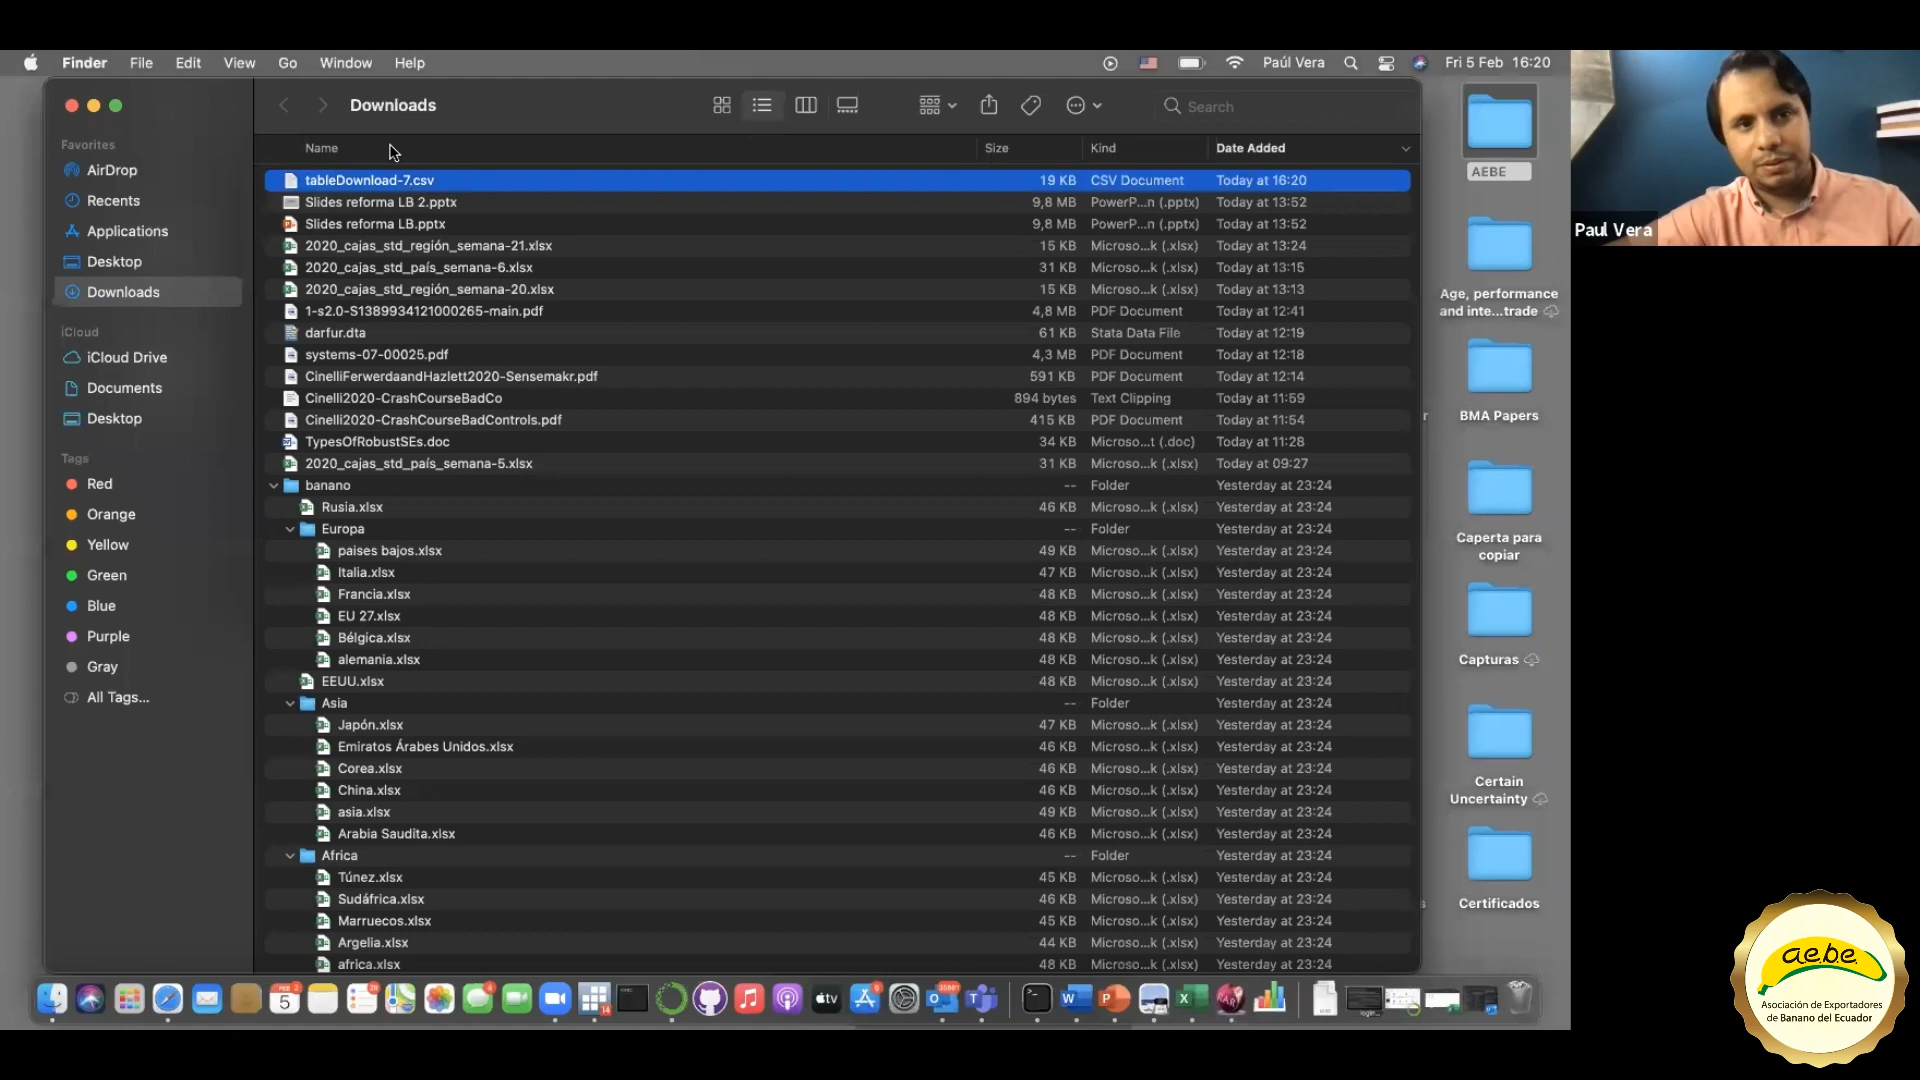 Finder File Edit View Go Window Help Paúl Vera Fri 5 Feb 16:20
Downloads
Search
Favorites
AirDrop
Recents
Applications
Desktop
Downloads
iCloud
iCloud Drive
Documents
Desktop
Tags
Red
Orange
Yellow
Green
Blue
Purple
Gray
All Tags...
Name Size Kind Date Added
tableDownload-7.csv 19 KB CSV Document Today at 16:20
Slides reforma LB 2.pptx 9,8 MB PowerP...n (.pptx) Today at 13:52
Slides reforma LB.pptx 9,8 MB PowerP...n (.pptx) Today at 13:52
2020_cajas_std_región_semana-21.xlsx 15 KB Microso...k (.xlsx) Today at 13:24
2020_cajas_std_país_semana-6.xlsx 31 KB Microso...k (.xlsx) Today at 13:15
2020_cajas_std_región_semana-20.xlsx 15 KB Microso...k (.xlsx) Today at 13:13
1-s2.0-S1389934121000265-main.pdf 4,8 MB PDF Document Today at 12:41
darfur.dta 61 KB Stata Data File Today at 12:19
systems-07-00025.pdf 4,3 MB PDF Document Today at 12:18
CinelliFerwerdaandHazlett2020-Sensemakr.pdf 591 KB PDF Document Today at 12:14
Cinelli2020-CrashCourseBadCo 894 bytes Text Clipping Today at 11:59
Cinelli2020-CrashCourseBadControls.pdf 415 KB PDF Document Today at 11:54
TypesOfRobustSEs.doc 34 KB Microso...t (.doc) Today at 11:28
2020_cajas_std_país_semana-5.xlsx 31 KB Microso...k (.xlsx) Today at 09:27
banano -- Folder Yesterday at 23:24
Rusia.xlsx 46 KB Microso...k (.xlsx) Yesterday at 23:24
Europa -- Folder Yesterday at 23:24
paises bajos.xlsx 49 KB Microso...k (.xlsx) Yesterday at 23:24
Italia.xlsx 47 KB Microso...k (.xlsx) Yesterday at 23:24
Francia.xlsx 48 KB Microso...k (.xlsx) Yesterday at 23:24
EU 27.xlsx 48 KB Microso...k (.xlsx) Yesterday at 23:24
Bélgica.xlsx 48 KB Microso...k (.xlsx) Yesterday at 23:24
alemania.xlsx 48 KB Microso...k (.xlsx) Yesterday at 23:24
EEUU.xlsx 48 KB Microso...k (.xlsx) Yesterday at 23:24
Asia -- Folder Yesterday at 23:24
Japón.xlsx 47 KB Microso...k (.xlsx) Yesterday at 23:24
Emiratos Árabes Unidos.xlsx 46 KB Microso...k (.xlsx) Yesterday at 23:24
Corea.xlsx 46 KB Microso...k (.xlsx) Yesterday at 23:24
China.xlsx 46 KB Microso...k (.xlsx) Yesterday at 23:24
asia.xlsx 49 KB Microso...k (.xlsx) Yesterday at 23:24
Arabia Saudita.xlsx 46 KB Microso...k (.xlsx) Yesterday at 23:24
Africa -- Folder Yesterday at 23:24
Túnez.xlsx 45 KB Microso...k (.xlsx) Yesterday at 23:24
Sudáfrica.xlsx 46 KB Microso...k (.xlsx) Yesterday at 23:24
Marruecos.xlsx 45 KB Microso...k (.xlsx) Yesterday at 23:24
Argelia.xlsx 44 KB Microso...k (.xlsx) Yesterday at 23:24
africa.xlsx 48 KB Microso...k (.xlsx) Yesterday at 23:24
AEBE
Age, performance
and inte...trade
BMA Papers
Caperta para
copiar
Capturas
Certain
Uncertainty
Certificados
Paul Vera
a.e.b.e.
Asociación de Exportadores
de Banano del Ecuador